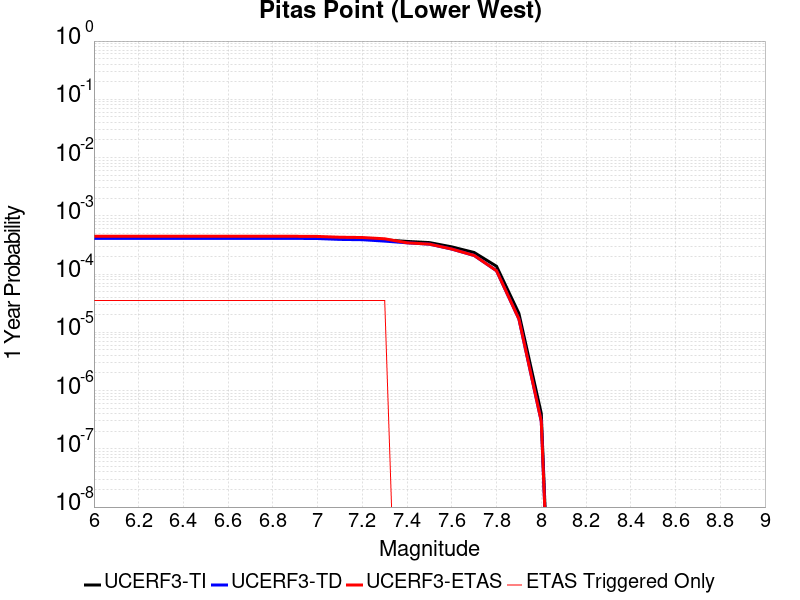 Pitas Point (Lower West)
10^0
10^-1
10^-2
10^-3
10^-4
10^-5
10^-6
10^-7
10^-8
1 Year Probability
6 6.2 6.4 6.6 6.8 7 7.2 7.4 7.6 7.8 8 8.2 8.4 8.6 8.8 9
Magnitude
UCERF3-TI UCERF3-TD UCERF3-ETAS ETAS Triggered Only